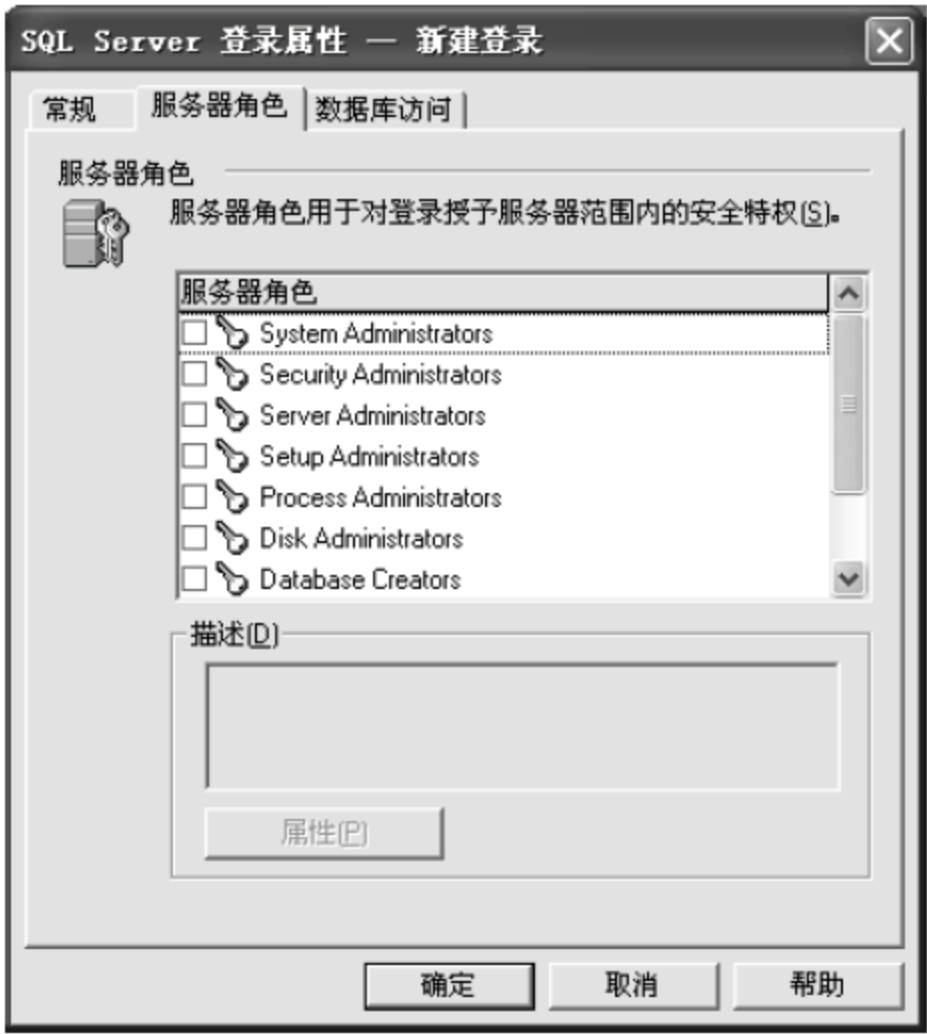 SQL Server 登录属性 — 新建登录
常规 服务器角色 数据库访问
服务器角色
服务器角色用于对登录授予服务器范围内的安全特权(S)。
服务器角色
System Administrators
Security Administrators
Server Administrators
Setup Administrators
Process Administrators
Disk Administrators
Database Creators
描述(D)
属性(P)
确定 取消 帮助